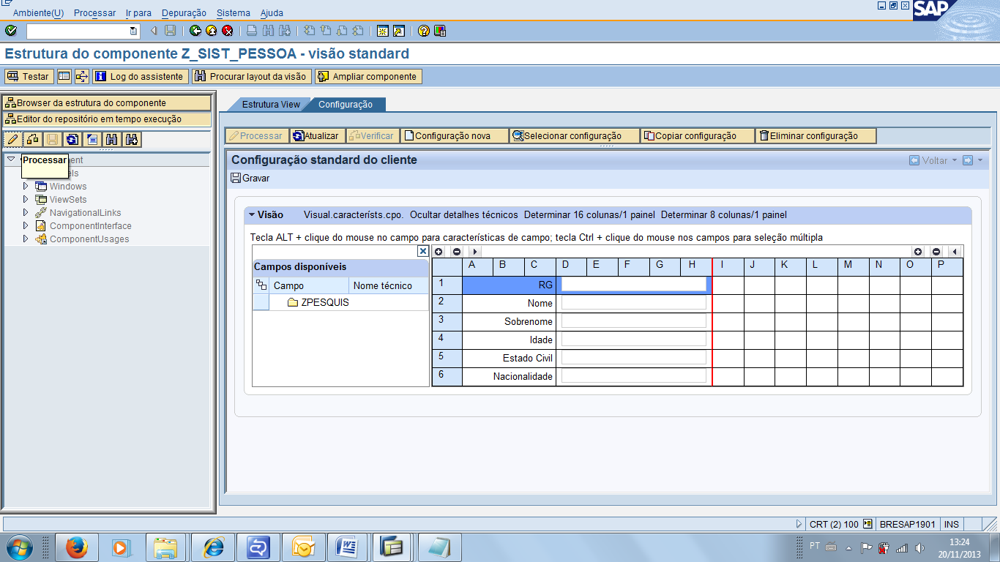 Ambiente(U) Processar Ir para Depuração Sistema Ajuda
SAP
Estrutura do componente Z_SIST_PESSOA - visão standard
Testar Log do assistente Procurar layout da visão Ampliar componente
Browser da estrutura do componente
Editor do repositório em tempo execução
Processar
Windows
ViewSets
NavigationalLinks
ComponentInterface
ComponentUsages
Estrutura View Configuração
Processar Atualizar Verificar Configuração nova Selecionar configuração Copiar configuração Eliminar configuração
Configuração standard do cliente
Voltar
Gravar
Visão Visual.característs.cpo. Ocultar detalhes técnicos Determinar 16 colunas/1 painel Determinar 8 colunas/1 painel
Tecla ALT + clique do mouse no campo para características de campo; tecla Ctrl + clique do mouse nos campos para seleção múltipla
Campos disponíveis
Campo Nome técnico
ZPESQUIS
A B C D E F G H I J K L M N O P
1 RG
2 Nome
3 Sobrenome
4 Idade
5 Estado Civil
6 Nacionalidade
CRT (2) 100 BRESAP1901 INS
PT
13:24
20/11/2013